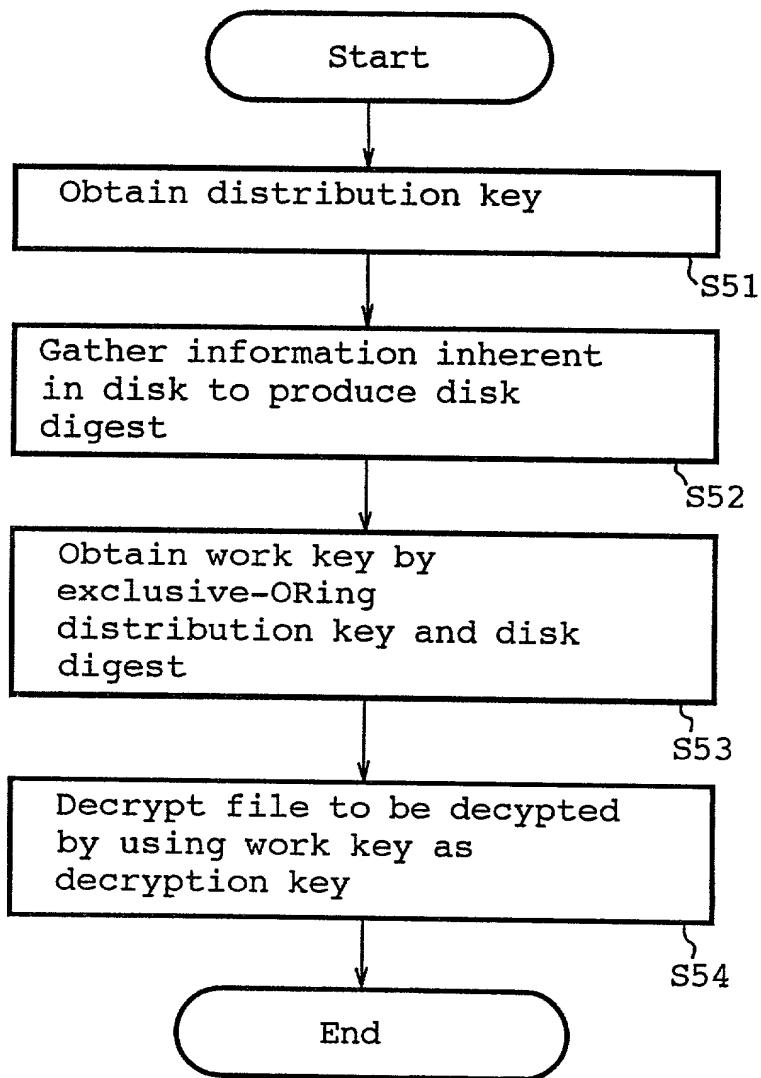 Start
Obtain distribution key
S51
Gather information inherent
in disk to produce disk
digest
S52
Obtain work key by
exclusive-ORing
distribution key and disk
digest
S53
Decrypt file to be decypted
by using work key as
decryption key
S54
End